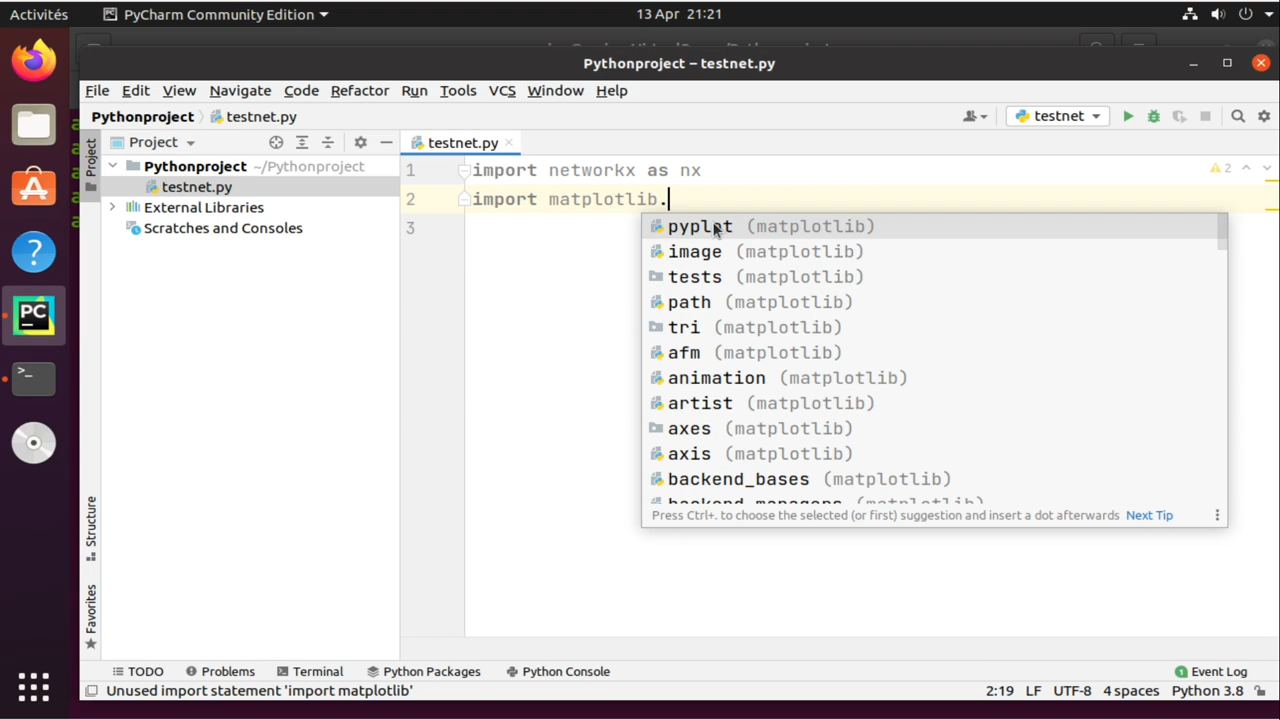 Activités PyCharm Community Edition 13 Apr 21:21
Pythonproject – testnet.py
File Edit View Navigate Code Refactor Run Tools VCS Window Help
Pythonproject testnet.py testnet
Project testnet.py
Project
Pythonproject ~/Pythonproject
testnet.py
External Libraries
Scratches and Consoles
1 import networkx as nx 2
2 import matplotlib.
3
pyplot (matplotlib)
image (matplotlib)
tests (matplotlib)
path (matplotlib)
tri (matplotlib)
afm (matplotlib)
animation (matplotlib)
artist (matplotlib)
axes (matplotlib)
axis (matplotlib)
backend_bases (matplotlib)
backend_managers (matplotlib)
Press Ctrl+. to choose the selected (or first) suggestion and insert a dot afterwards Next Tip
PC
>_
Structure
Favorites
TODO Problems Terminal Python Packages Python Console 1 Event Log
Unused import statement 'import matplotlib' 2:19 LF UTF-8 4 spaces Python 3.8